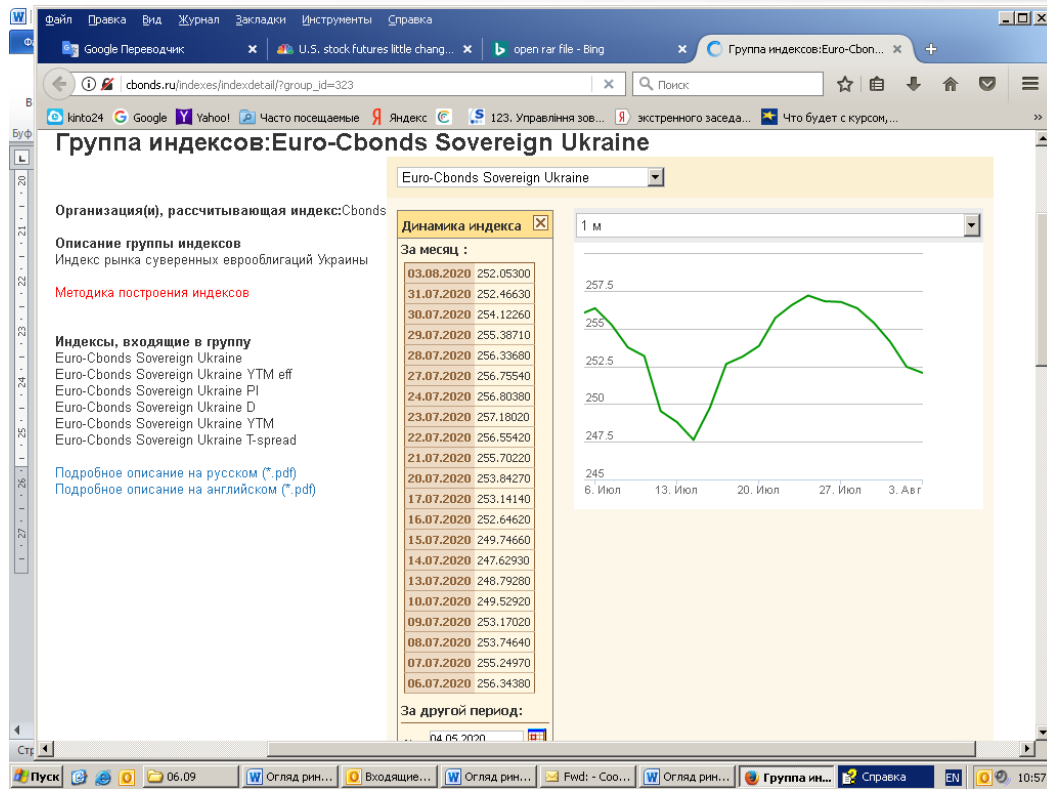 Файл Правка Вид Журнал Закладки Инструменты Справка
Google Переводчик
U.S. stock futures little chang...
open rar file - Bing
Группа индексов:Euro-Cbon...
cbonds.ru/indexes/indexdetail/?group_id=323
Поиск
kinto24 Google Yahoo! Часто посещаемые Яндекс 123. Управління зов... экстренного заседа... Что будет с курсом,...
Группа индексов:Euro-Cbonds Sovereign Ukraine
Организация(и), рассчитывающая индекс:Cbonds
Описание группы индексов
Индекс рынка суверенных еврооблигаций Украины
Методика построения индексов
Индексы, входящие в группу
Euro-Cbonds Sovereign Ukraine
Euro-Cbonds Sovereign Ukraine YTM eff
Euro-Cbonds Sovereign Ukraine PI
Euro-Cbonds Sovereign Ukraine D
Euro-Cbonds Sovereign Ukraine YTM
Euro-Cbonds Sovereign Ukraine T-spread
Подробное описание на русском (*.pdf)
Подробное описание на английском (*.pdf)
Euro-Cbonds Sovereign Ukraine
Динамика индекса
За месяц :
03.08.2020 252.05300
31.07.2020 252.46630
30.07.2020 254.12260
29.07.2020 255.38710
28.07.2020 256.33680
27.07.2020 256.75540
24.07.2020 256.80380
23.07.2020 257.18020
22.07.2020 256.55420
21.07.2020 255.70220
20.07.2020 253.84270
17.07.2020 253.14140
16.07.2020 252.64620
15.07.2020 249.74660
14.07.2020 247.62930
13.07.2020 248.79280
10.07.2020 249.52920
09.07.2020 253.17020
08.07.2020 253.74640
07.07.2020 255.24970
06.07.2020 256.34380
За другой период:
04.05.2020
1 м
257.5
255
252.5
250
247.5
245
6. Июл 13. Июл 20. Июл 27. Июл 3. Авг
Буф
20
21
22
23
24
25
26
27
Пуск 06.09 Огляд рин... Входящие... Огляд рин... Fwd: - Coo... Огляд рин... Группа ин... Справка EN 10:57